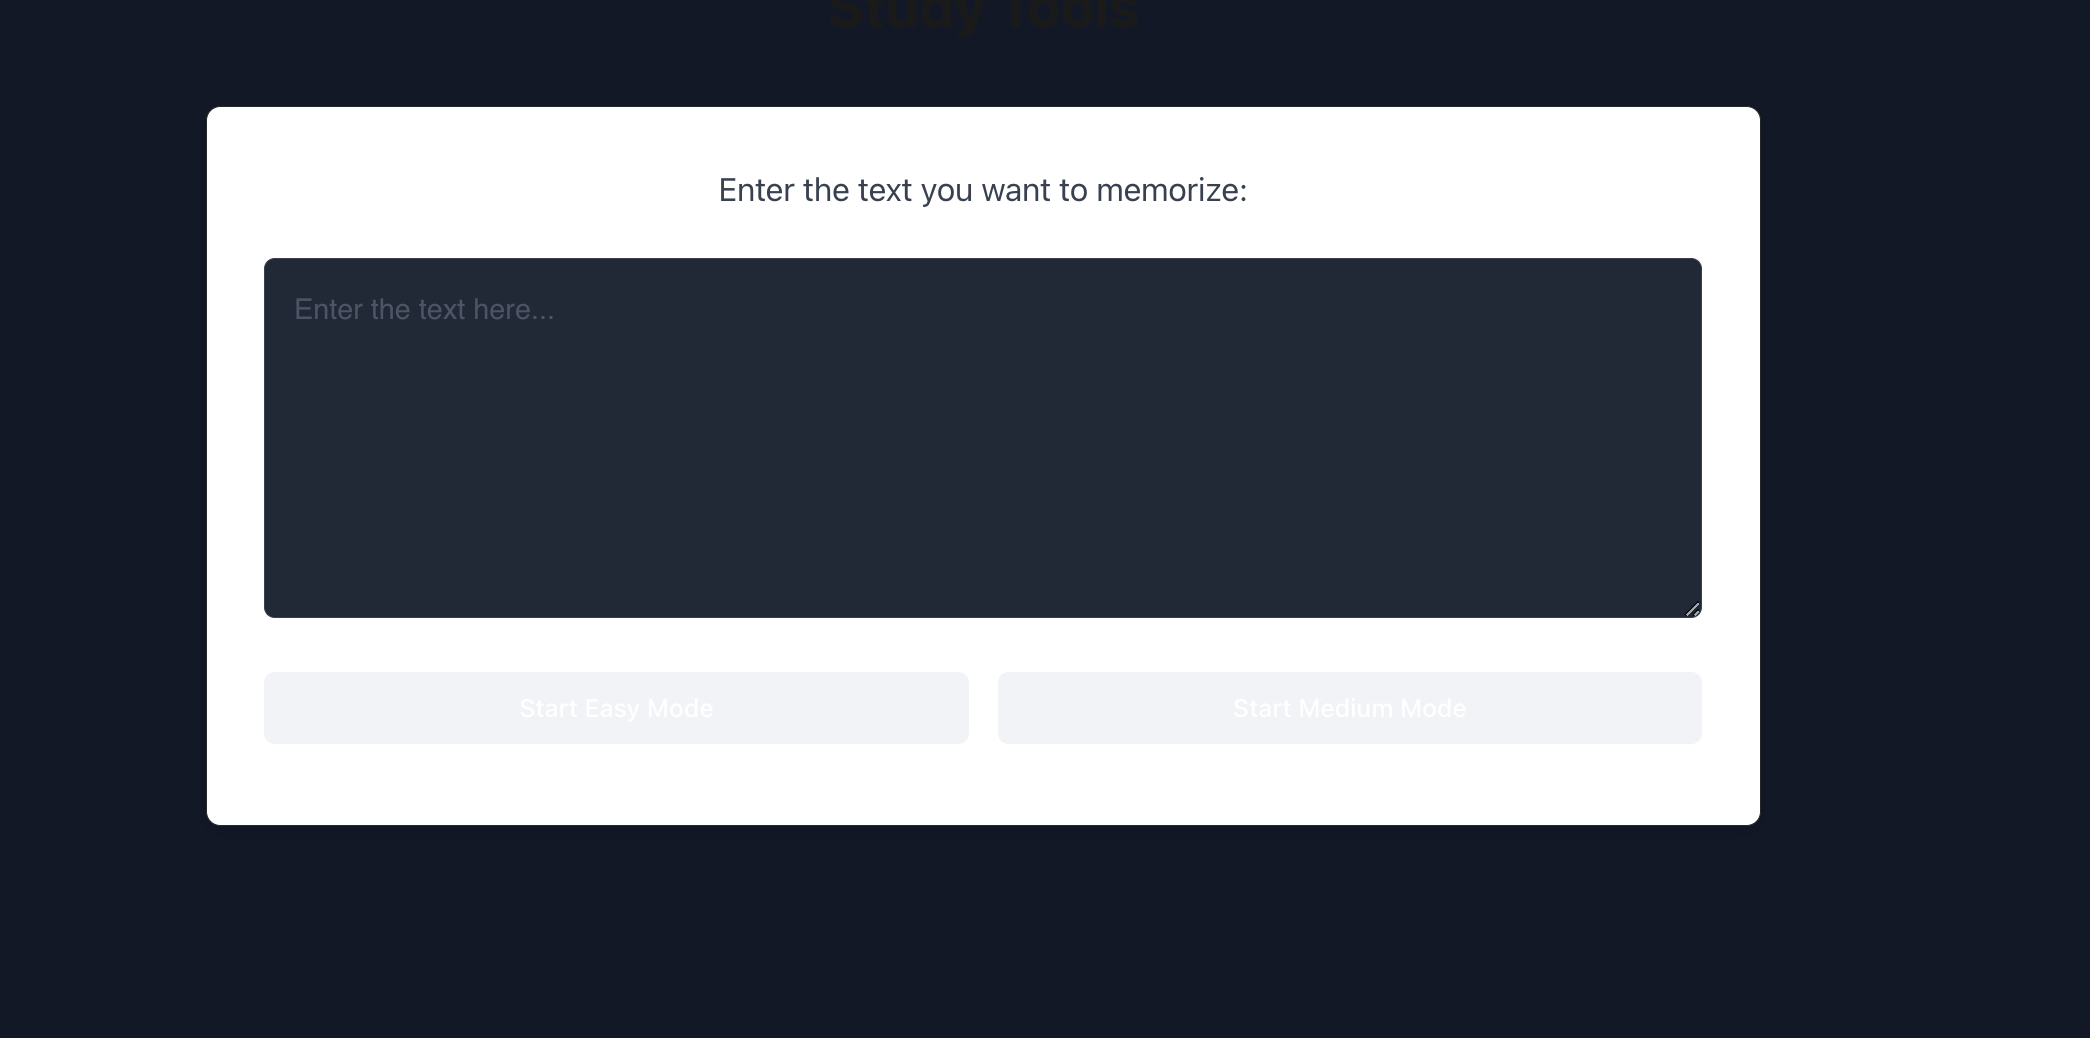 Study Tools
Enter the text you want to memorize:
Enter the text here...
Start Easy Mode
Start Medium Mode